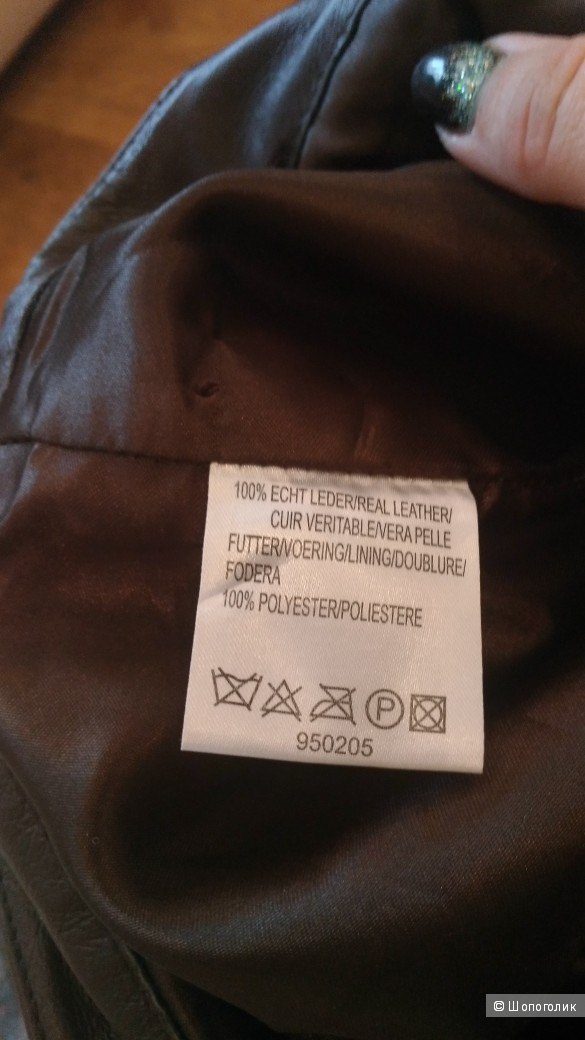 100% ECHT LEDER/REAL LEATHER/
CUIR VERITABLE/VERA PELLE
FUTTER/VOERING/LINING/DOUBLURE/
FODERA
100% POLYESTER/POLIESTERE
P
950205
© Шопоголик